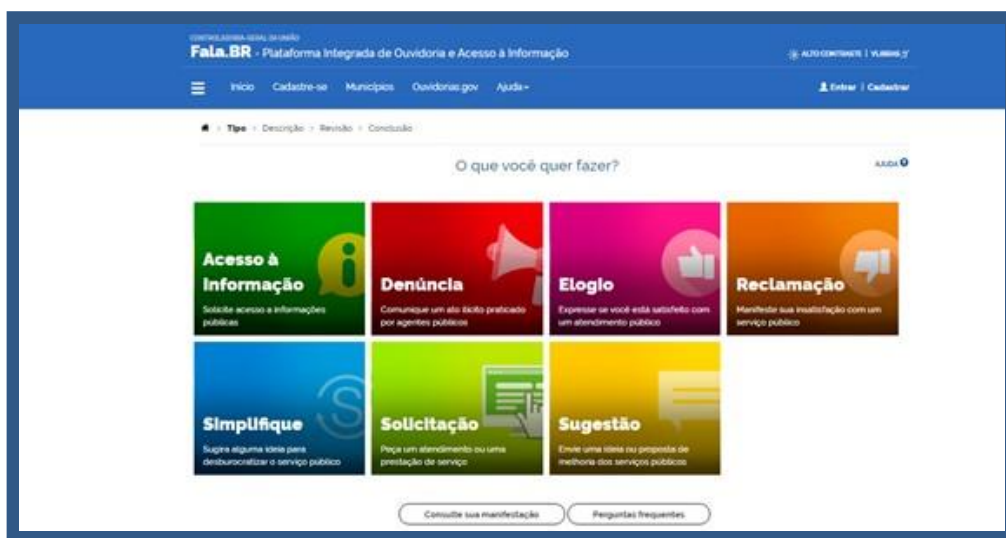 CONTROLADORIA-GERAL DA UNIÃO
Fala.BR - Plataforma Integrada de Ouvidoria e Acesso à Informação
ALTO CONTRASTE | VLIBRAS
Início Cadastre-se Municípios Ouvidorias.gov Ajuda
Entrar | Cadastrar
Tipo > Descrição > Revisão > Conclusão
O que você quer fazer?
AJUDA
Acesso à
Informação
Solicite acesso a informações
públicas
Denúncia
Comunique um ato ilícito praticado
por agentes públicos
Elogio
Expresse se você está satisfeito com
um atendimento público
Reclamação
Manifeste sua insatisfação com um
serviço público
Simplifique
Sugira alguma ideia para
desburocratizar o serviço público
Solicitação
Peça um atendimento ou uma
prestação de serviço
Sugestão
Envie uma ideia ou proposta de
melhoria dos serviços públicos
Consulte sua manifestação
Perguntas frequentes